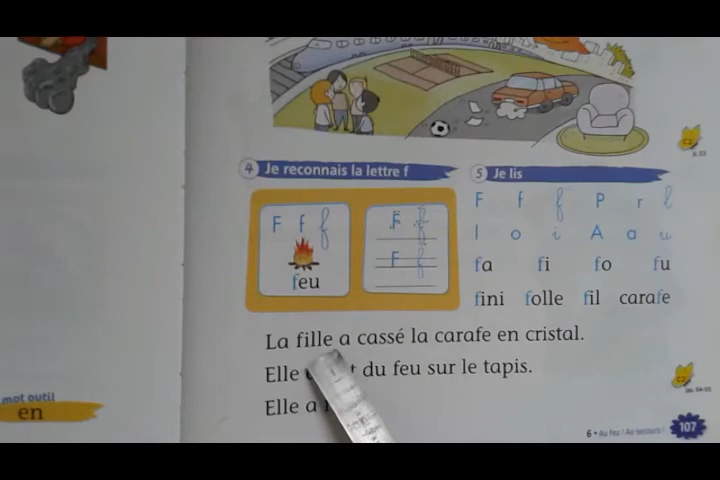 4 Je reconnais la lettre f
F f f
feu
F f
F f
5 Je lis
F f f P r l
l o i A a u
fa fi fo fu
fini folle fil carafe
La fille a cassé la carafe en cristal.
Elle du feu sur le tapis.
Elle a
mot outil
en
6 • Au feu ! Au secours !
107